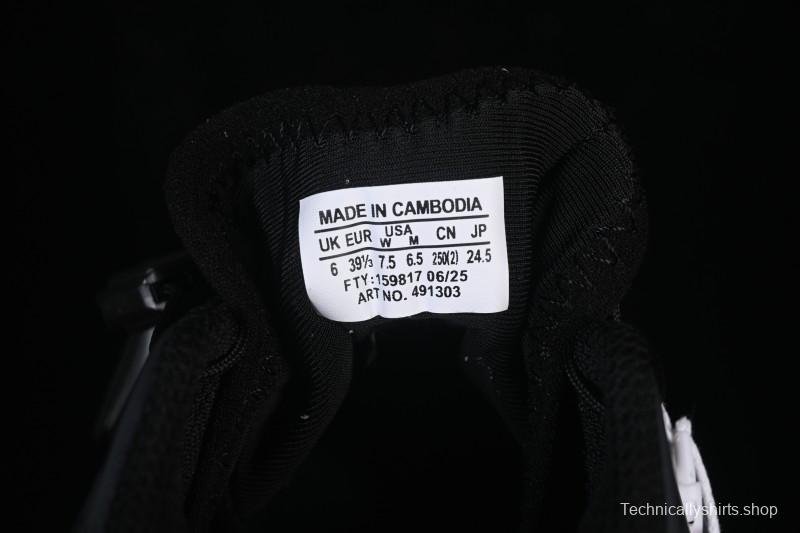 MADE IN CAMBODIA
UK EUR USA W M CN JP
6 39⅓ 7.5 6.5 250(2) 24.5
FTY:159817 06/25
ART NO. 491303
Technicallyshirts.shop